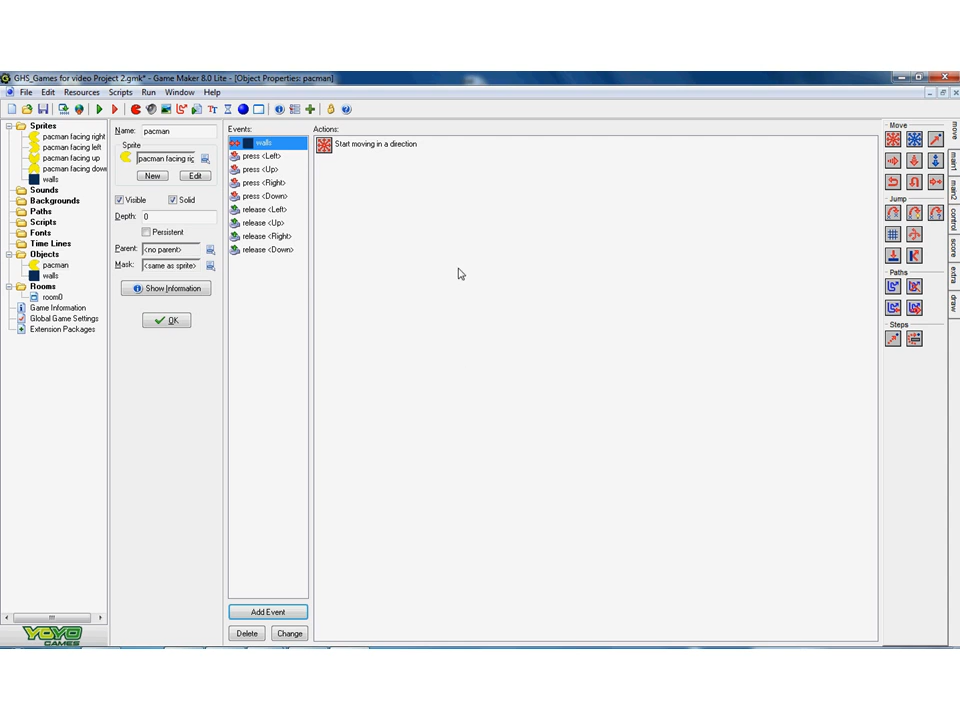 GHS_Games for video Project 2.gmk* - Game Maker 8.0 Lite - [Object Properties: pacman]
File Edit Resources Scripts Run Window Help
Sprites
pacman facing right
pacman facing left
pacman facing up
pacman facing dow
walls
Sounds
Backgrounds
Paths
Scripts
Fonts
Time Lines
Objects
pacman
walls
Rooms
room0
Game Information
Global Game Settings
Extension Packages
YOYO
GAMES
Name: pacman
Sprite
pacman facing rig
New Edit
Visible Solid
Depth: 0
Persistent
Parent: <no parent>
Mask: <same as sprite>
Show Information
OK
Events:
walls
press <Left>
press <Up>
press <Right>
press <Down>
release <Left>
release <Up>
release <Right>
release <Down>
Add Event
Delete Change
Actions:
Start moving in a direction
Move
Jump
Paths
Steps
move
main1
main2
control
score
extra
draw